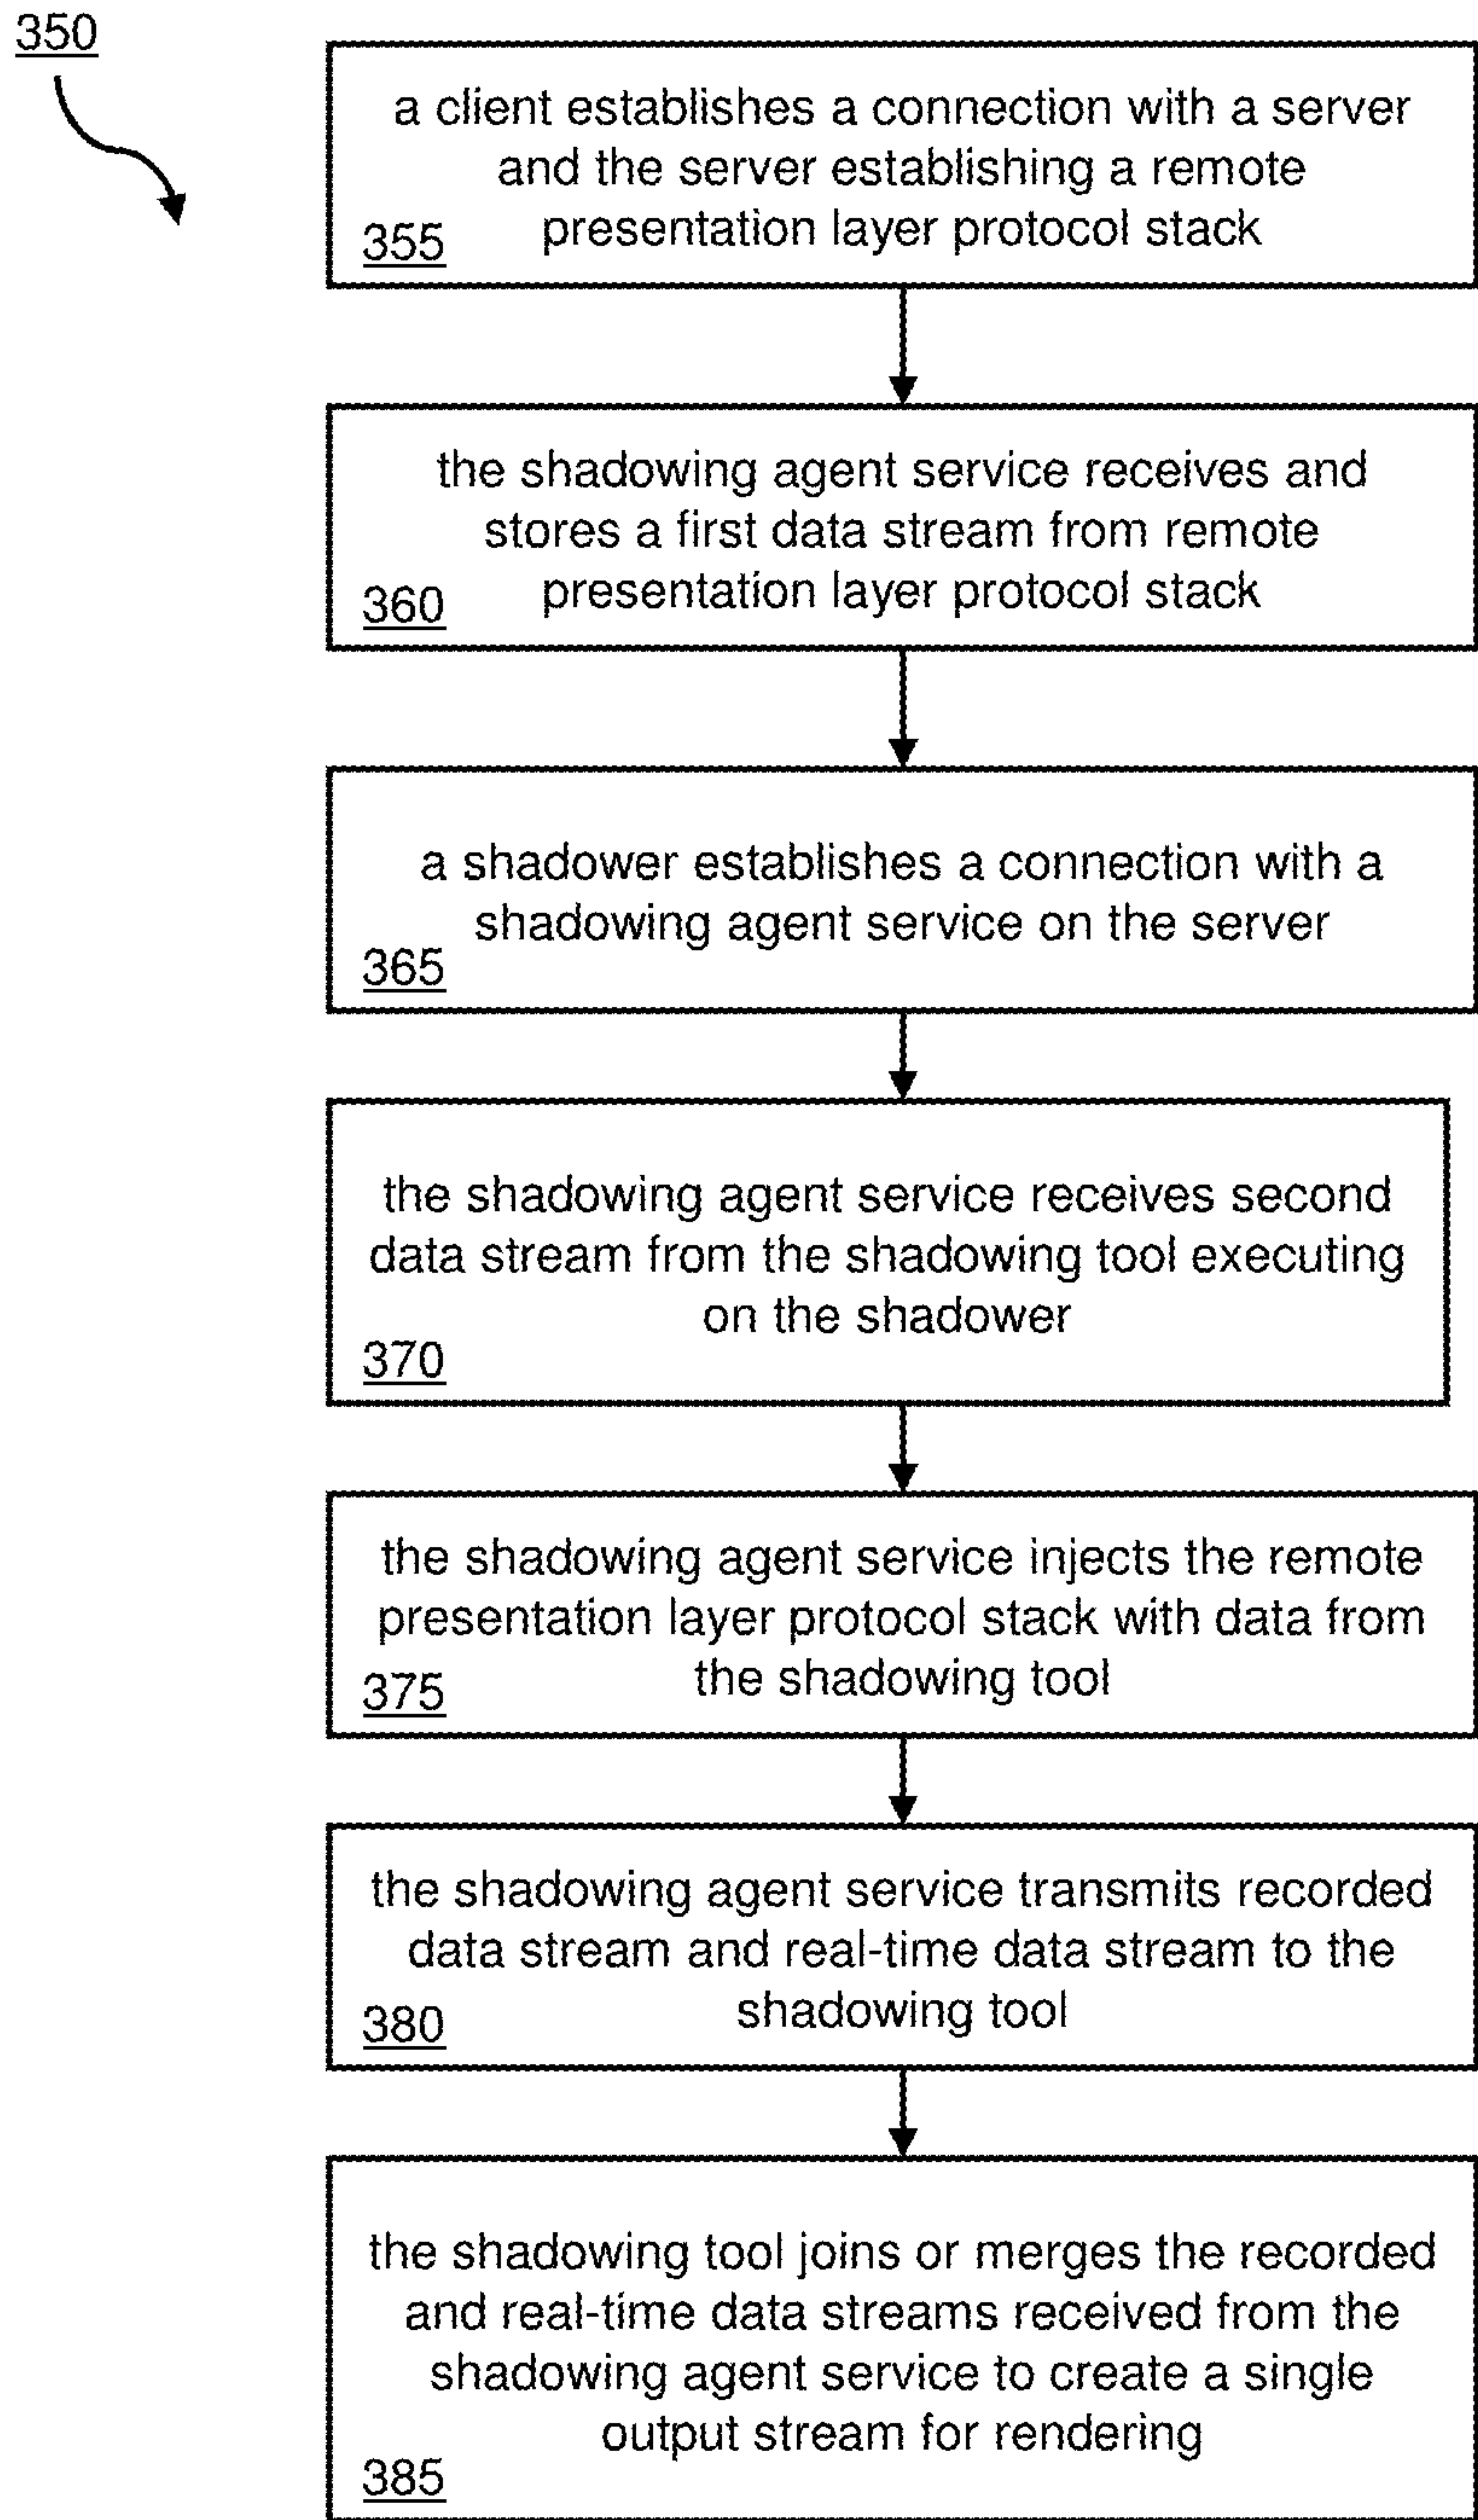 350
a client establishes a connection with a server
and the server establishing a remote
presentation layer protocol stack
355
the shadowing agent service receives and
stores a first data stream from remote
presentation layer protocol stack
360
a shadower establishes a connection with a
shadowing agent service on the server
365
the shadowing agent service receives second
data stream from the shadowing tool executing
on the shadower
370
the shadowing agent service injects the remote
presentation layer protocol stack with data from
the shadowing tool
375
the shadowing agent service transmits recorded
data stream and real-time data stream to the
shadowing tool
380
the shadowing tool joins or merges the recorded
and real-time data streams received from the
shadowing agent service to create a single
output stream for rendering
385